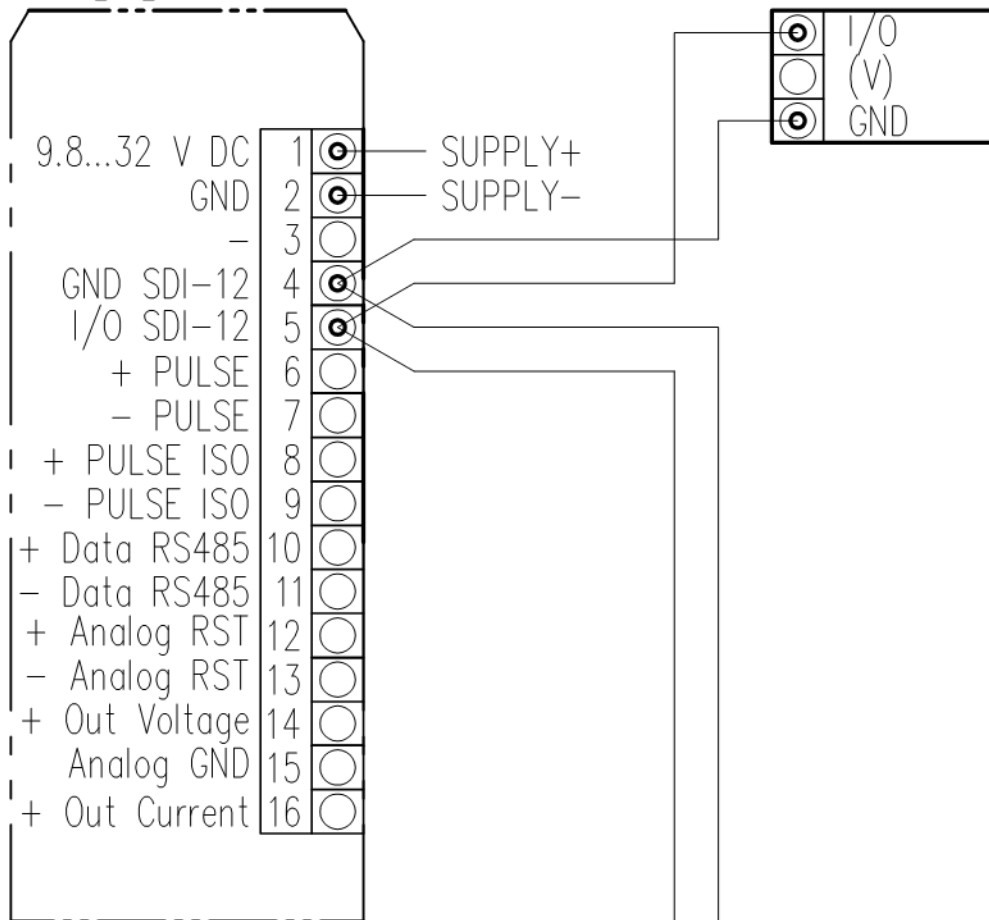 I/O
(V)
GND
9.8...32 V DC 1 SUPPLY+
GND 2 SUPPLY-
- 3
GND SDI-12 4
I/O SDI-12 5
+ PULSE 6
- PULSE 7
+ PULSE ISO 8
- PULSE ISO 9
+ Data RS485 10
- Data RS485 11
+ Analog RST 12
- Analog RST 13
+ Out Voltage 14
Analog GND 15
+ Out Current 16